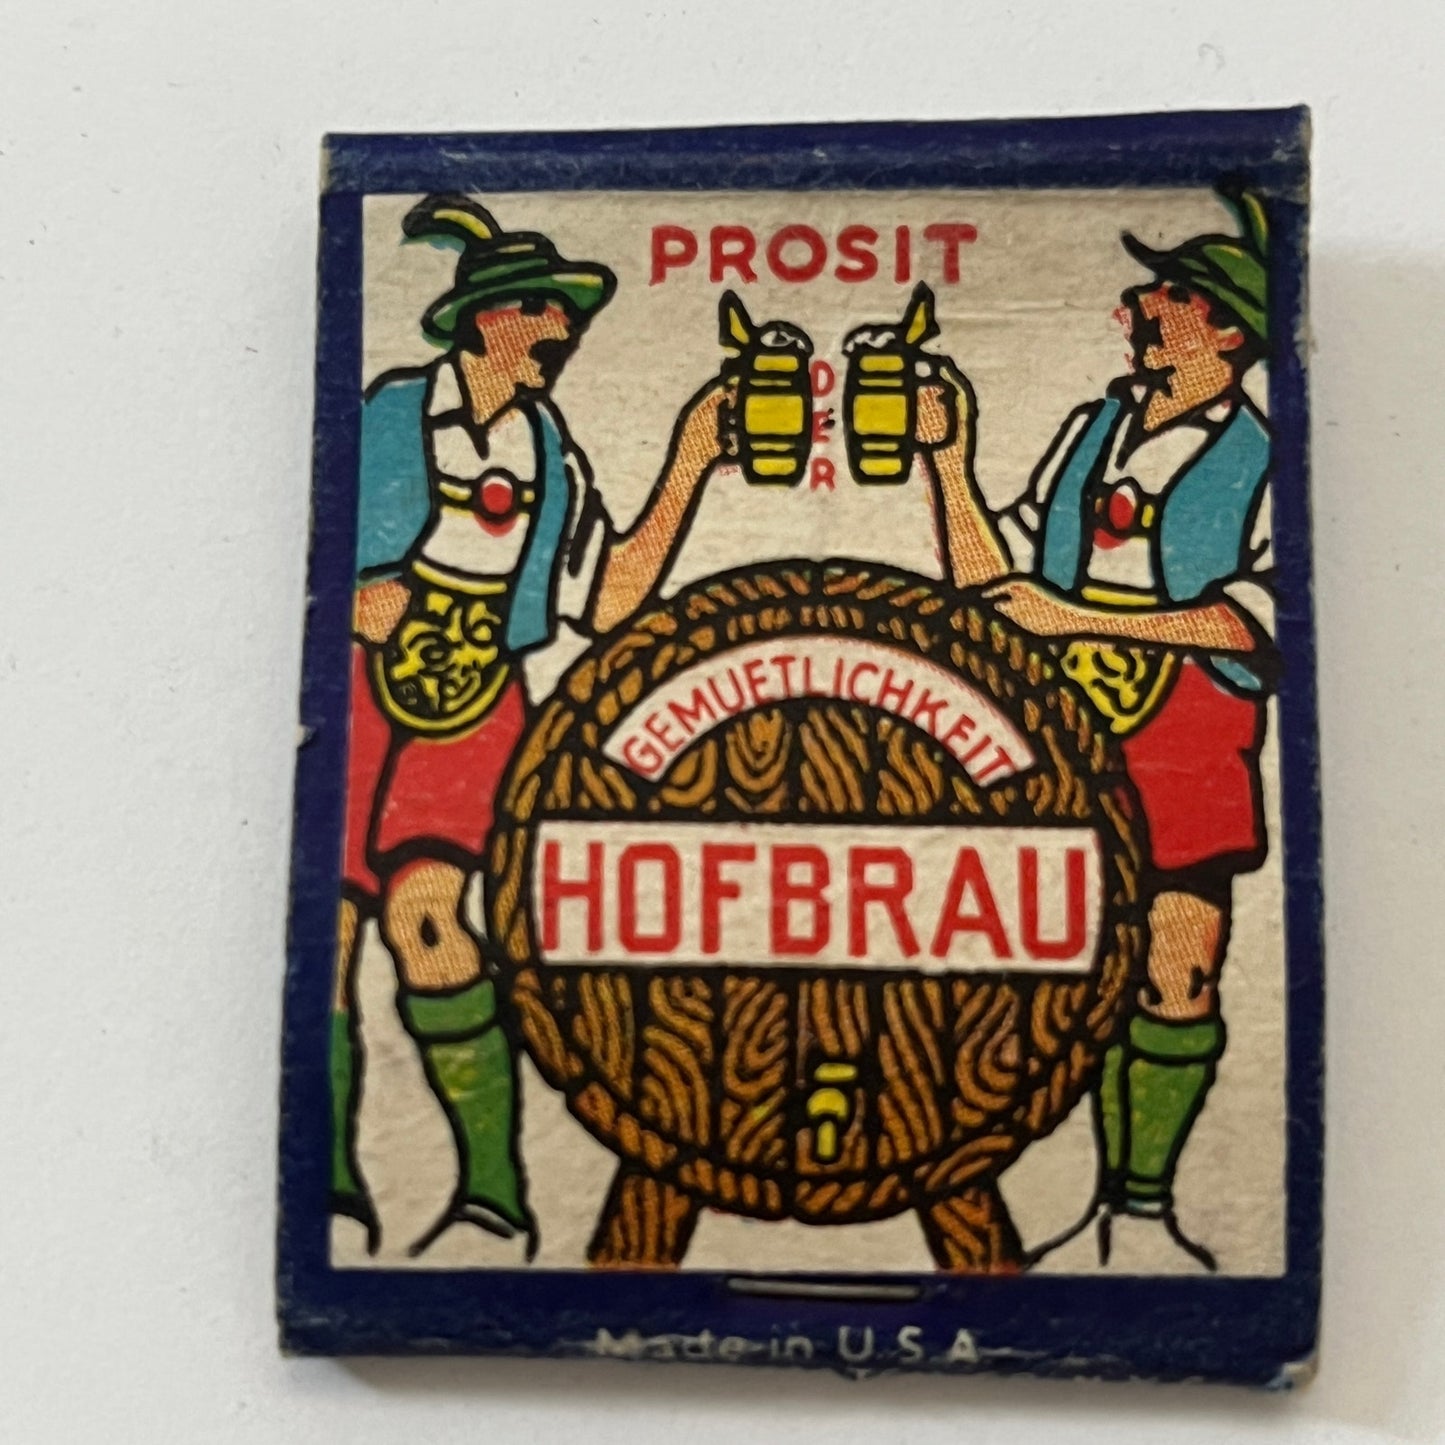 PROSIT
DER
GEMUETLICHKEIT
HOFBRAU
Made in U.S.A